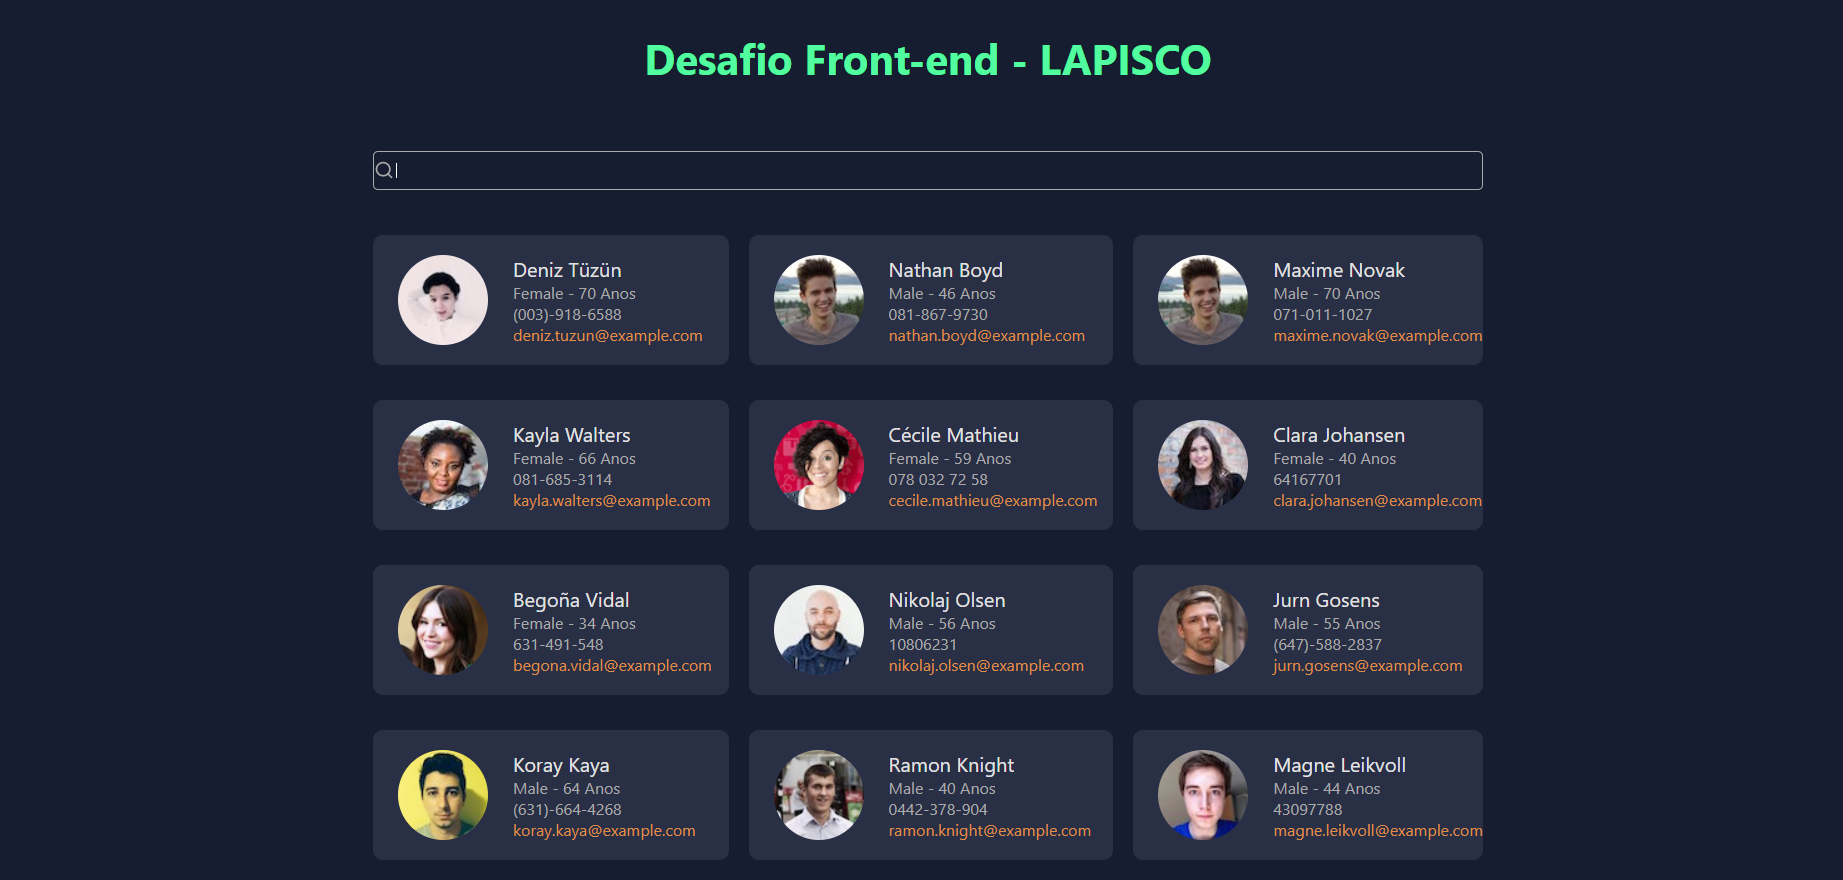 Desafio Front-end - LAPISCO
Deniz Tüzün
Female - 70 Anos
(003)-918-6588
deniz.tuzun@example.com
Nathan Boyd
Male - 46 Anos
081-867-9730
nathan.boyd@example.com
Maxime Novak
Male - 70 Anos
071-011-1027
maxime.novak@example.com
Kayla Walters
Female - 66 Anos
081-685-3114
kayla.walters@example.com
Cécile Mathieu
Female - 59 Anos
078 032 72 58
cecile.mathieu@example.com
Clara Johansen
Female - 40 Anos
64167701
clara.johansen@example.com
Begoña Vidal
Female - 34 Anos
631-491-548
begona.vidal@example.com
Nikolaj Olsen
Male - 56 Anos
10806231
nikolaj.olsen@example.com
Jurn Gosens
Male - 55 Anos
(647)-588-2837
jurn.gosens@example.com
Koray Kaya
Male - 64 Anos
(631)-664-4268
koray.kaya@example.com
Ramon Knight
Male - 40 Anos
0442-378-904
ramon.knight@example.com
Magne Leikvoll
Male - 44 Anos
43097788
magne.leikvoll@example.com